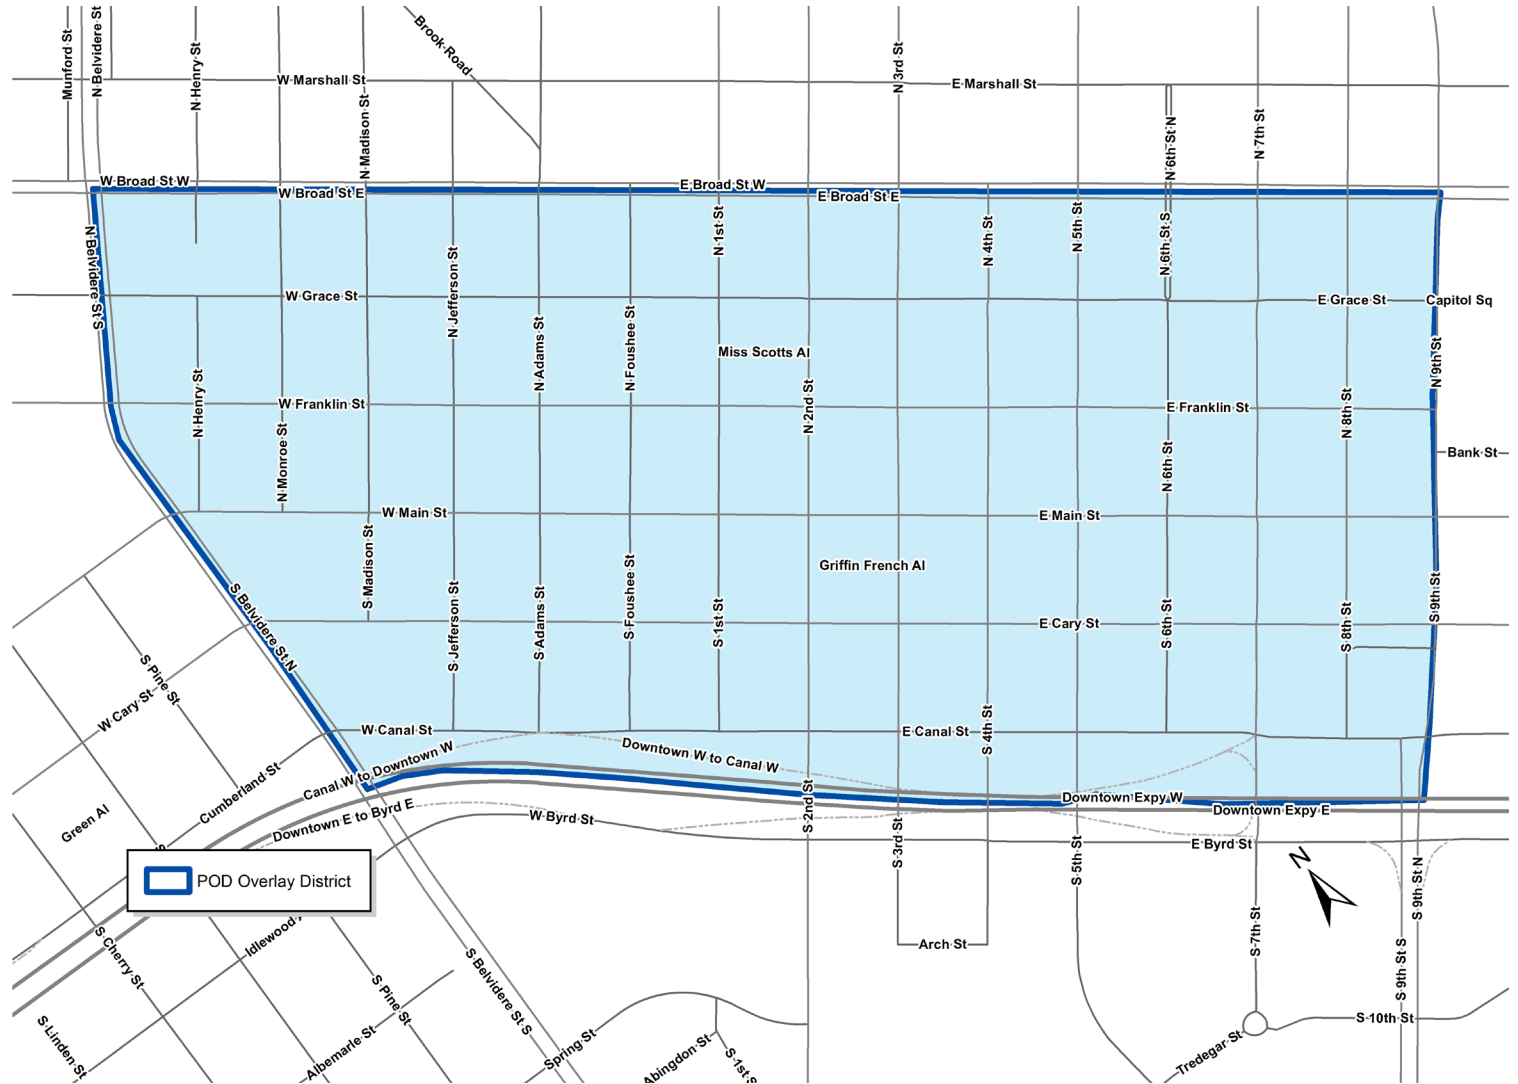 Munford St
N Belvidere St
N Henry St
W Marshall St
N Madison St
Brook Road
N 3rd St
E Marshall St
N 6th St N
N 7th St
W Broad St W
W Broad St E
E Broad St W
E Broad St E
N Belvidere St S
N 1st St
N 4th St
N 5th St
N 6th St S
W Grace St
N Jefferson St
N Adams St
N Foushee St
Miss Scotts Al
E Grace St
Capitol Sq
N 9th St
N Henry St
W Franklin St
N Monroe St
N 2nd St
E Franklin St
N 8th St
N 6th St
Bank St
W Main St
E Main St
S Madison St
Griffin French Al
S Belvidere St N
S Jefferson St
S Adams St
S Foushee St
S 1st St
E Cary St
S 6th St
S 8th St
S 9th St
S Pine St
W Cary St
W Canal St
E Canal St
S 4th St
Canal W to Downtown W
Downtown W to Canal W
Cumberland St
Green Al
Downtown E to Byrd E
W Byrd St
S 2nd St
Downtown Expy W
Downtown Expy E
S 3rd St
E Byrd St
S 5th St
N
POD Overlay District
S 9th St N
S 7th St
Arch St
S Cherry St
Idlewood
S Belvidere St S
S Pine St
S 9th St S
S Linden St
Albemarle St
Spring St
Abingdon St
S 1st S
S 10th St
Tredegar St